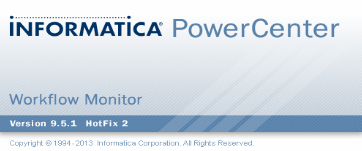 INFORMATICA® PowerCenter
Workflow Monitor
Version 9.5.1 HotFix 2
Copyright © 1994-2013 Informatica Corporation. All Rights Reserved.